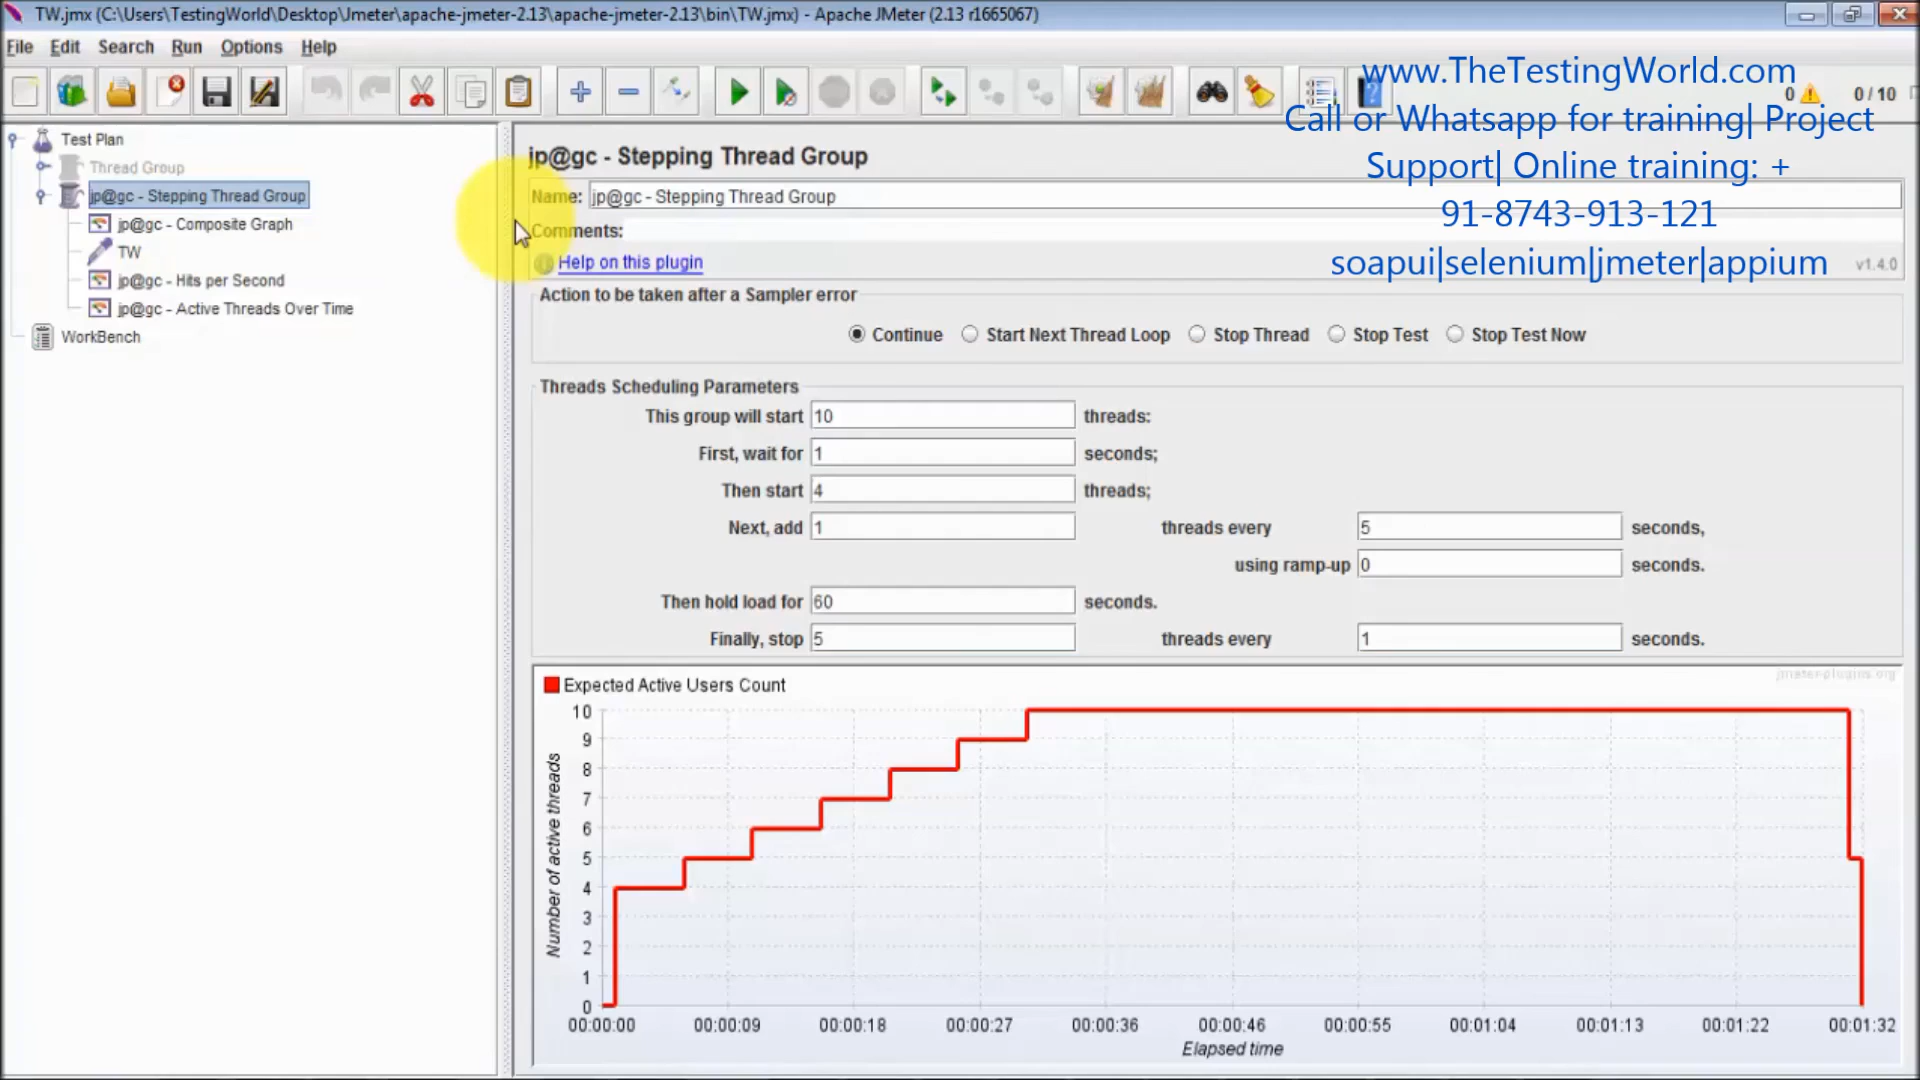 TW.jmx (C:\Users\TestingWorld\Desktop\Jmeter\apache-jmeter-2.13\apache-jmeter-2.13\bin\TW.jmx) - Apache JMeter (2.13 r1665067)
File Edit Search Run Options Help
www.TheTestingWorld.com
Call or Whatsapp for training| Project
Support| Online training: +
91-8743-913-121
soapui|selenium|jmeter|appium
0
0 / 10
Test Plan
Thread Group
jp@gc - Stepping Thread Group
jp@gc - Composite Graph
TW
jp@gc - Hits per Second
jp@gc - Active Threads Over Time
WorkBench
jp@gc - Stepping Thread Group
Name: jp@gc - Stepping Thread Group
Comments:
Help on this plugin
v1.4.0
Action to be taken after a Sampler error
Continue Start Next Thread Loop Stop Thread Stop Test Stop Test Now
Threads Scheduling Parameters
This group will start 10 threads:
First, wait for 1 seconds;
Then start 4 threads;
Next, add 1 threads every 5 seconds,
using ramp-up 0 seconds.
Then hold load for 60 seconds.
Finally, stop 5 threads every 1 seconds.
Expected Active Users Count
jmeter-plugins.org
10
9
8
7
6
5
4
3
2
1
0
Number of active threads
00:00:00 00:00:09 00:00:18 00:00:27 00:00:36 00:00:46 00:00:55 00:01:04 00:01:13 00:01:22 00:01:32
Elapsed time